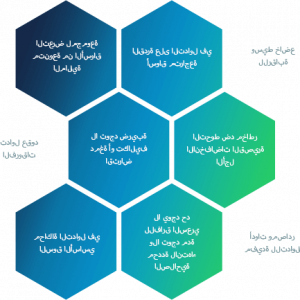 التعرض لمجموعة
متنوعة من الأسواق
المالية
القدرة على التداول في
أسواق متراجعة
وسيط خاضع
للرقابة
تداول عقود
الفروقات
لا توجد ضريبة
دمغة أو تكاليف
اقتراض
التحوط ضد مخاطر
الانخفاضات القصيرة
الأجل
محاكاة التداول في
السوق الأساسي
لا يوجد حد
للفارق السعري
ولا توجد مدة
محددة لانتهاء
الصلاحية
أدوات ومصادر
مفيدة للتداول